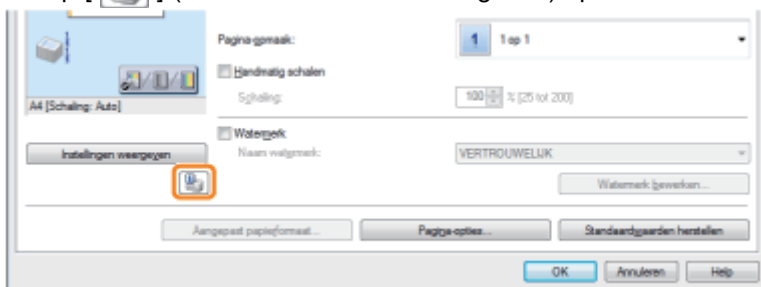 Pagina-opmaak:
1 1 op 1
Handmatig schalen
Schaling:
100 % [25 tot 200]
A4 [Schaling: Auto]
Watermerk
Instellingen weergeven
Naam watermerk:
VERTROUWELIJK
Watermerk bewerken...
Aangepast papierformaat...
Pagina-opties...
Standaardwaarden herstellen
OK
Annuleren
Help